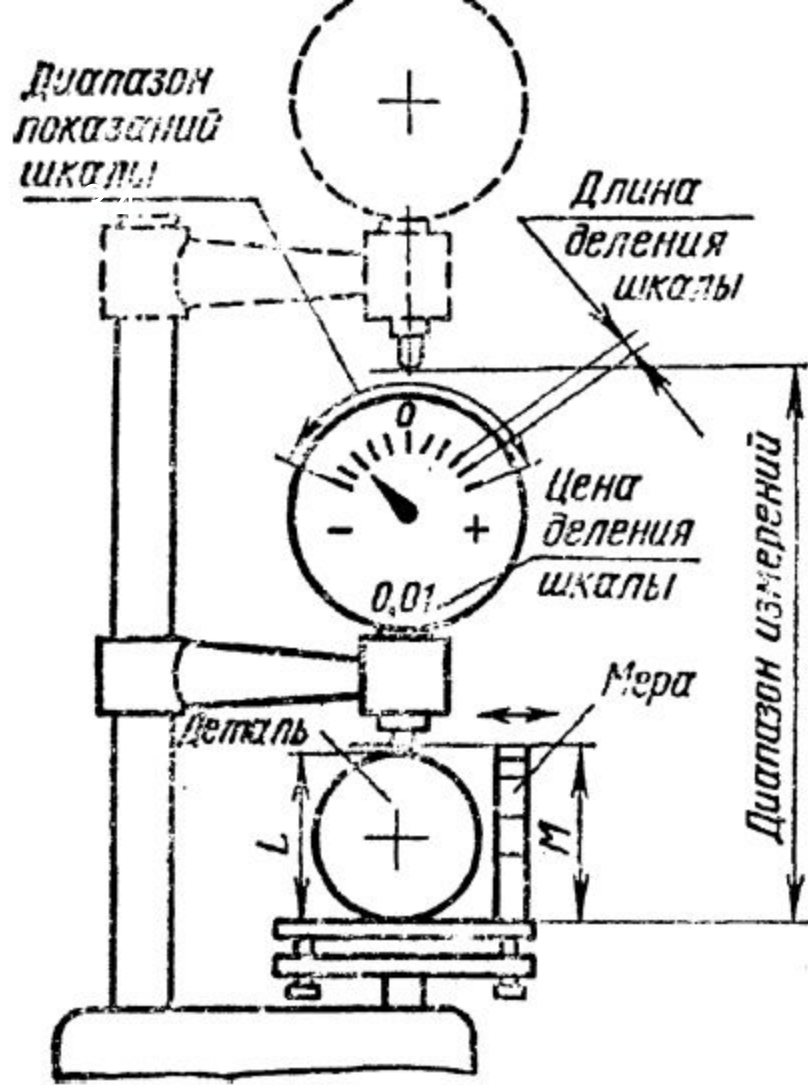 Диапазон
показаний
шкалы
Длина
деления
шкалы
0
Цена
деления
шкалы
- +
0,01
Диапазон измерений
Мера
Деталь
L
M